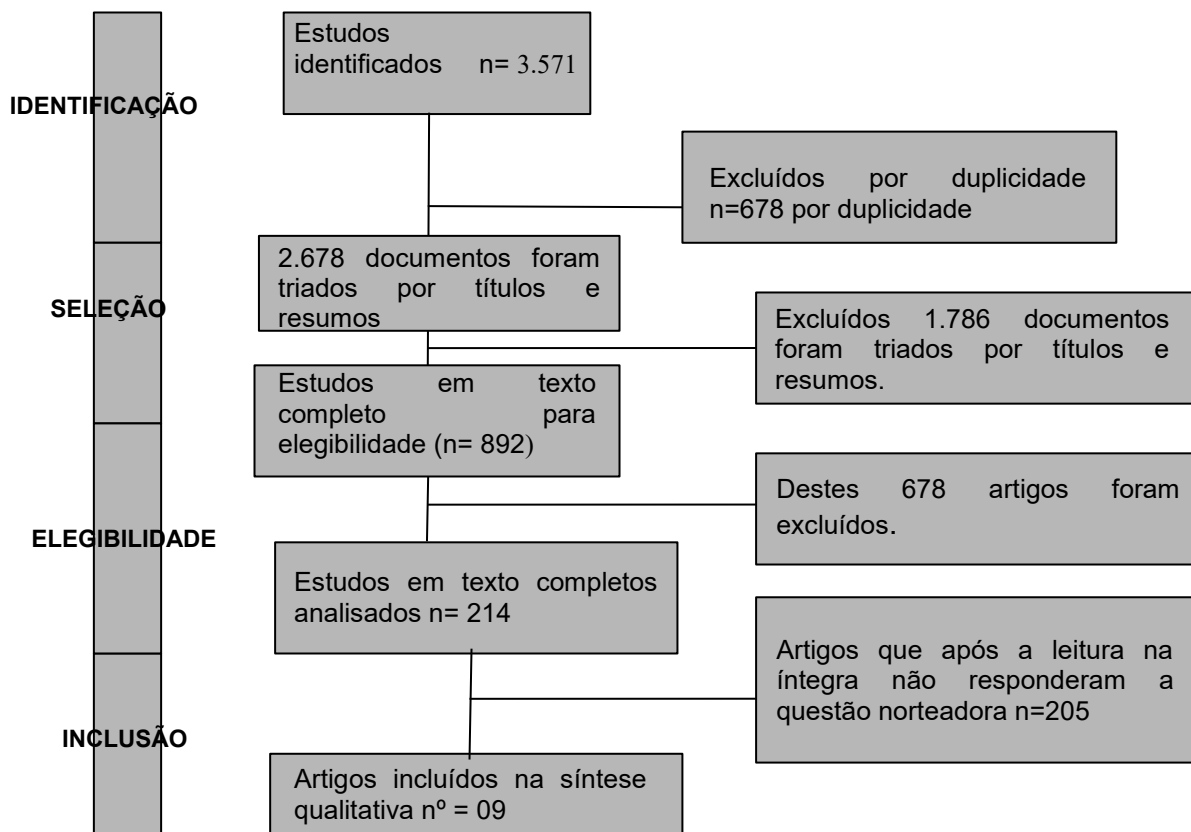 Estudos
identificados n= 3.571
IDENTIFICAÇÃO
Excluídos por duplicidade
n=678 por duplicidade
2.678 documentos foram
triados por títulos e
resumos
SELEÇÃO
Excluídos 1.786 documentos
foram triados por títulos e
resumos.
Estudos em texto
completo para
elegibilidade (n= 892)
Destes 678 artigos foram
excluídos.
ELEGIBILIDADE
Estudos em texto completos
analisados n= 214
Artigos que após a leitura na
íntegra não responderam a
questão norteadora n=205
INCLUSÃO
Artigos incluídos na síntese
qualitativa nº = 09